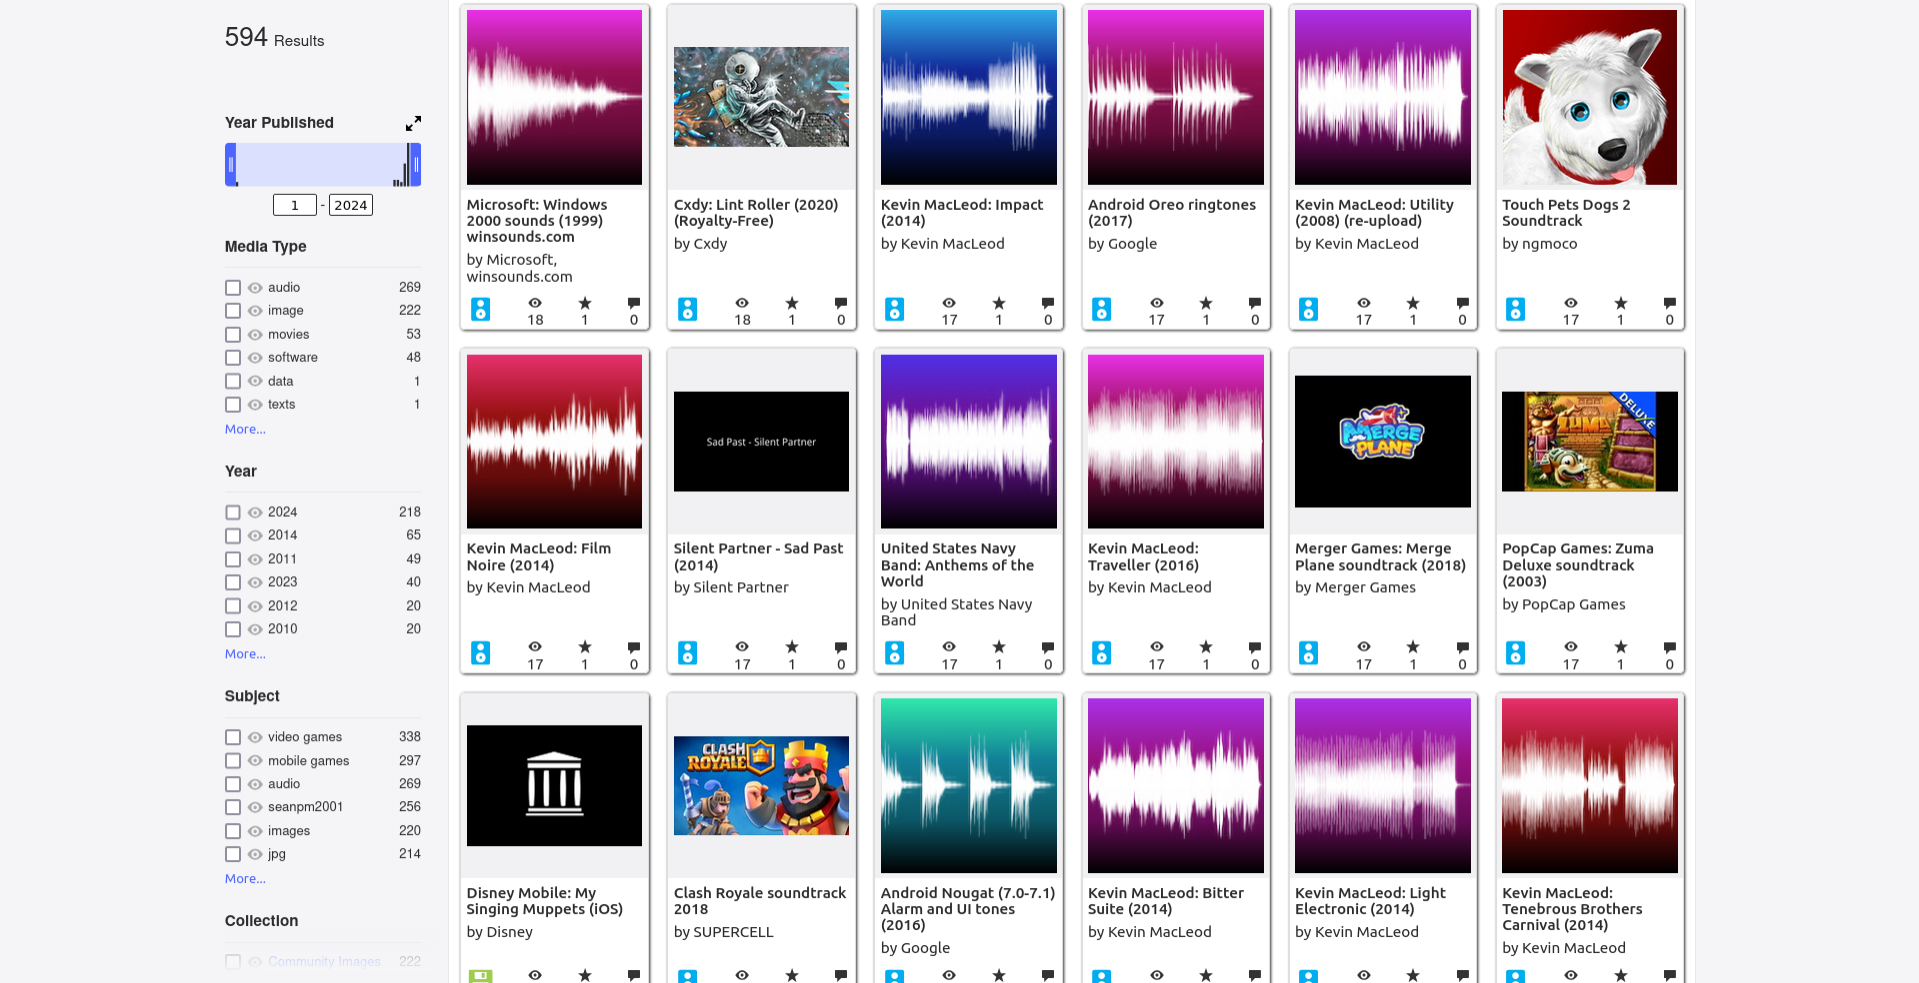 594 Results
Year Published
1 - 2024
Media Type
audio 269
image 222
movies 53
software 48
data 1
texts 1
More...
Year
2024 218
2014 65
2011 49
2023 40
2012 20
2010 20
More...
Subject
video games 338
mobile games 297
audio 269
seanpm2001 256
images 220
jpg 214
More...
Collection
Community Images 222
Microsoft: Windows
2000 sounds (1999)
winsounds.com
by Microsoft,
winsounds.com
18 1 0
Cxdy: Lint Roller (2020)
(Royalty-Free)
by Cxdy
18 1 0
Kevin MacLeod: Impact
(2014)
by Kevin MacLeod
17 1 0
Android Oreo ringtones
(2017)
by Google
17 1 0
Kevin MacLeod: Utility
(2008) (re-upload)
by Kevin MacLeod
17 1 0
Touch Pets Dogs 2
Soundtrack
by ngmoco
17 1 0
Kevin MacLeod: Film
Noire (2014)
by Kevin MacLeod
17 1 0
Sad Past - Silent Partner
Silent Partner - Sad Past
(2014)
by Silent Partner
17 1 0
United States Navy
Band: Anthems of the
World
by United States Navy
Band
17 1 0
Kevin MacLeod:
Traveller (2016)
by Kevin MacLeod
17 1 0
MERGE
PLANE
Merger Games: Merge
Plane soundtrack (2018)
by Merger Games
17 1 0
DELUXE
ZUMA
PopCap Games: Zuma
Deluxe soundtrack
(2003)
by PopCap Games
17 1 0
Disney Mobile: My
Singing Muppets (iOS)
by Disney
CLASH
ROYALE
Clash Royale soundtrack
2018
by SUPERCELL
Android Nougat (7.0-7.1)
Alarm and UI tones
(2016)
by Google
Kevin MacLeod: Bitter
Suite (2014)
by Kevin MacLeod
Kevin MacLeod: Light
Electronic (2014)
by Kevin MacLeod
Kevin MacLeod:
Tenebrous Brothers
Carnival (2014)
by Kevin MacLeod